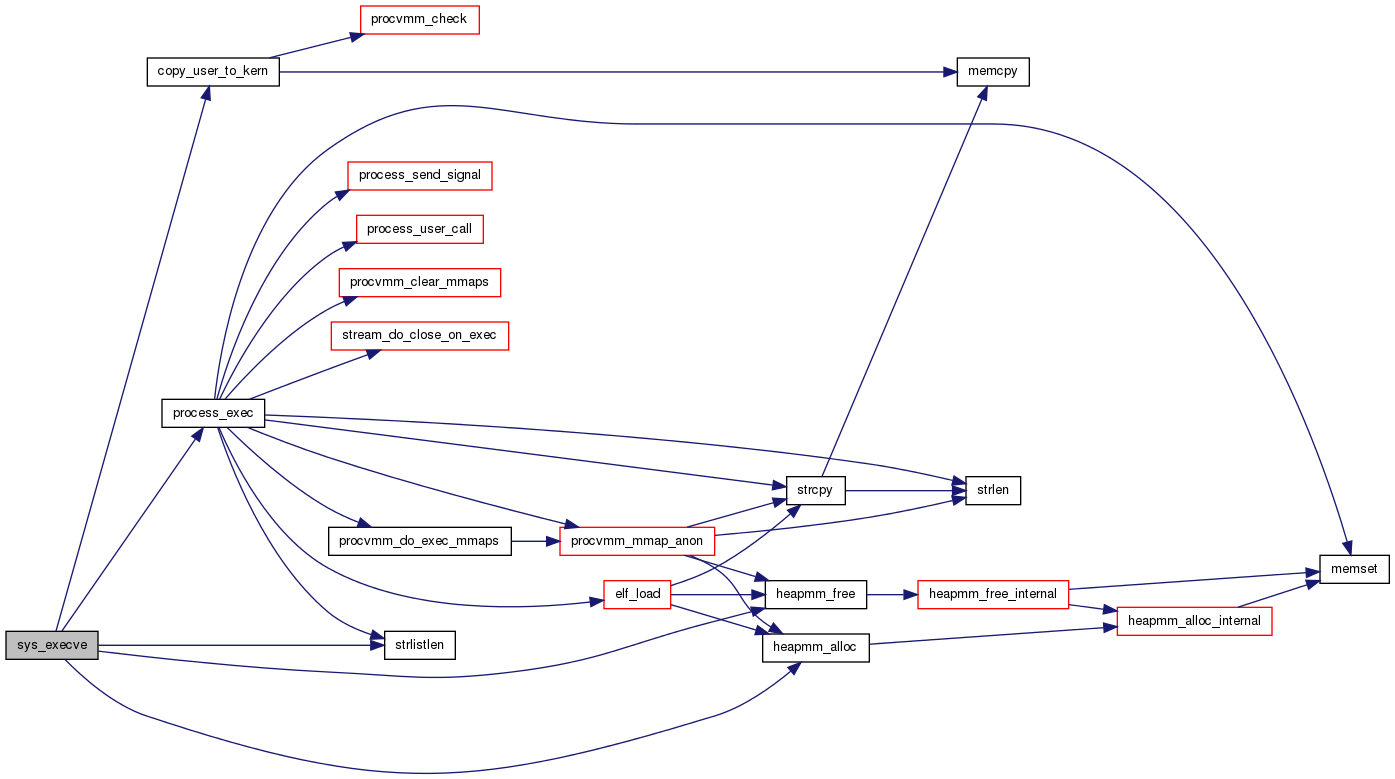 procvmm_check
copy_user_to_kern
memcpy
process_send_signal
process_user_call
procvmm_clear_mmaps
stream_do_close_on_exec
process_exec
strcpy
strlen
procvmm_do_exec_mmaps
procvmm_mmap_anon
memset
elf_load
heapmm_free
heapmm_free_internal
heapmm_alloc_internal
sys_execve
strlistlen
heapmm_alloc